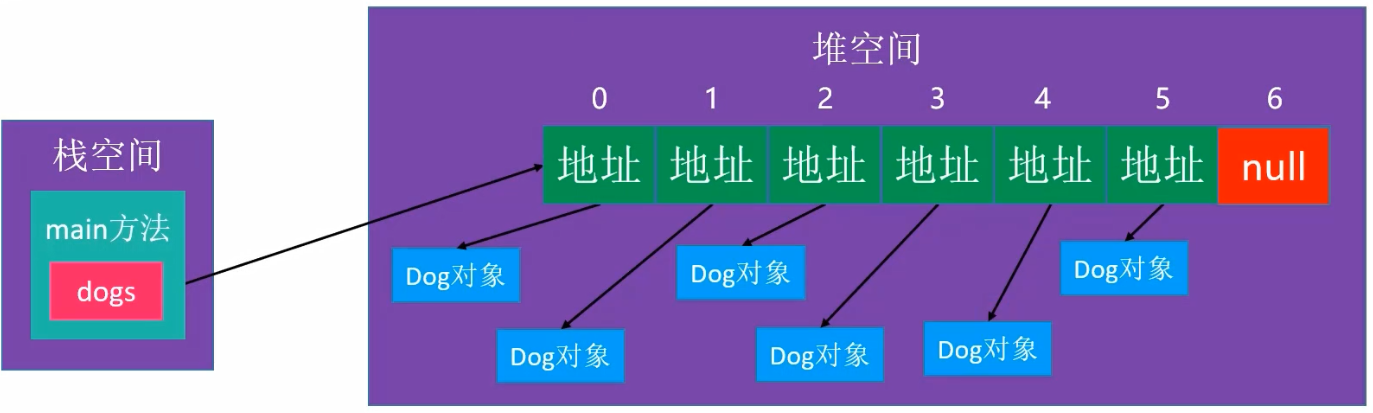 堆空间
0 1 2 3 4 5 6
地址 地址 地址 地址 地址 地址 null
栈空间
main方法
dogs
Dog对象 Dog对象 Dog对象
Dog对象 Dog对象 Dog对象